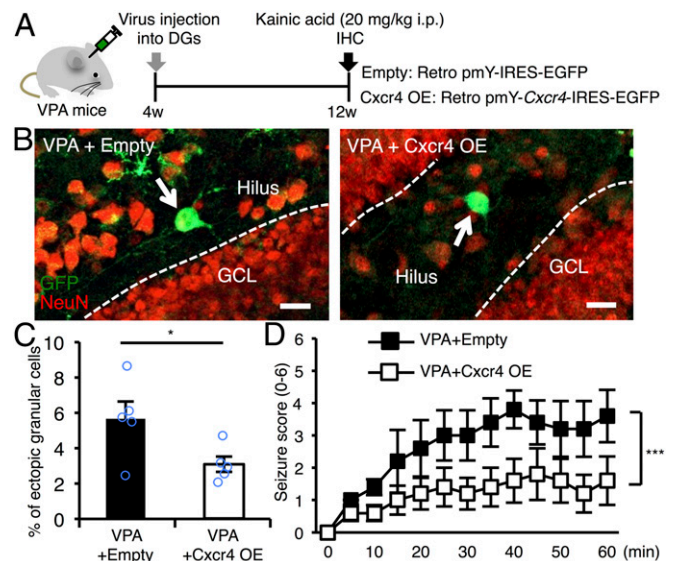 A
Virus injection
into DGs
Kainic acid (20 mg/kg i.p.)
IHC
VPA mice
4w
12w
Empty: Retro pmY-IRES-EGFP
Cxcr4 OE: Retro pmY-Cxcr4-IRES-EGFP
B
VPA + Empty
Hilus
GCL
GFP
NeuN
VPA + Cxcr4 OE
Hilus
GCL
C
% of ectopic granular cells
10
8
6
4
2
0
*
VPA
+Empty
VPA
+Cxcr4 OE
D
VPA+Empty
VPA+Cxcr4 OE
Seizure score (0-6)
6
5
4
3
2
1
0
***
0 10 20 30 40 50 60 (min)